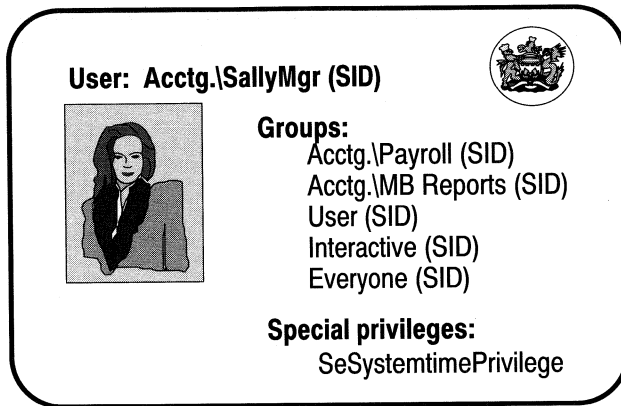 User: Acctg.\SallyMgr (SID)
Groups:
Acctg.\Payroll (SID)
Acctg.\MB Reports (SID)
User (SID)
Interactive (SID)
Everyone (SID)
Special privileges:
SeSystemtimePrivilege